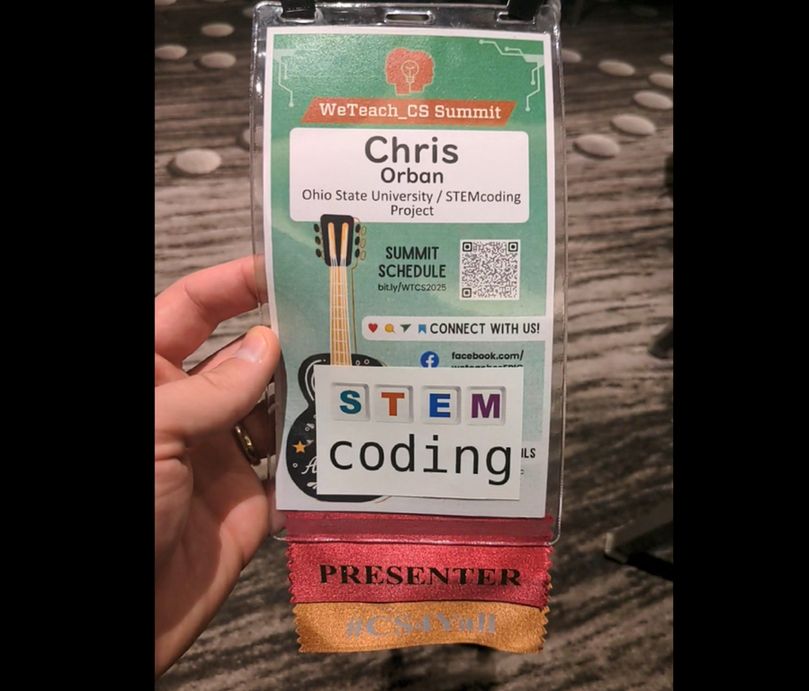 WeTeach_CS Summit
Chris
Orban
Ohio State University / STEMcoding
Project
SUMMIT
SCHEDULE
bit.ly/WTCS2025
CONNECT WITH US!
facebook.com/
STEM
coding
PRESENTER
#CS4Yall